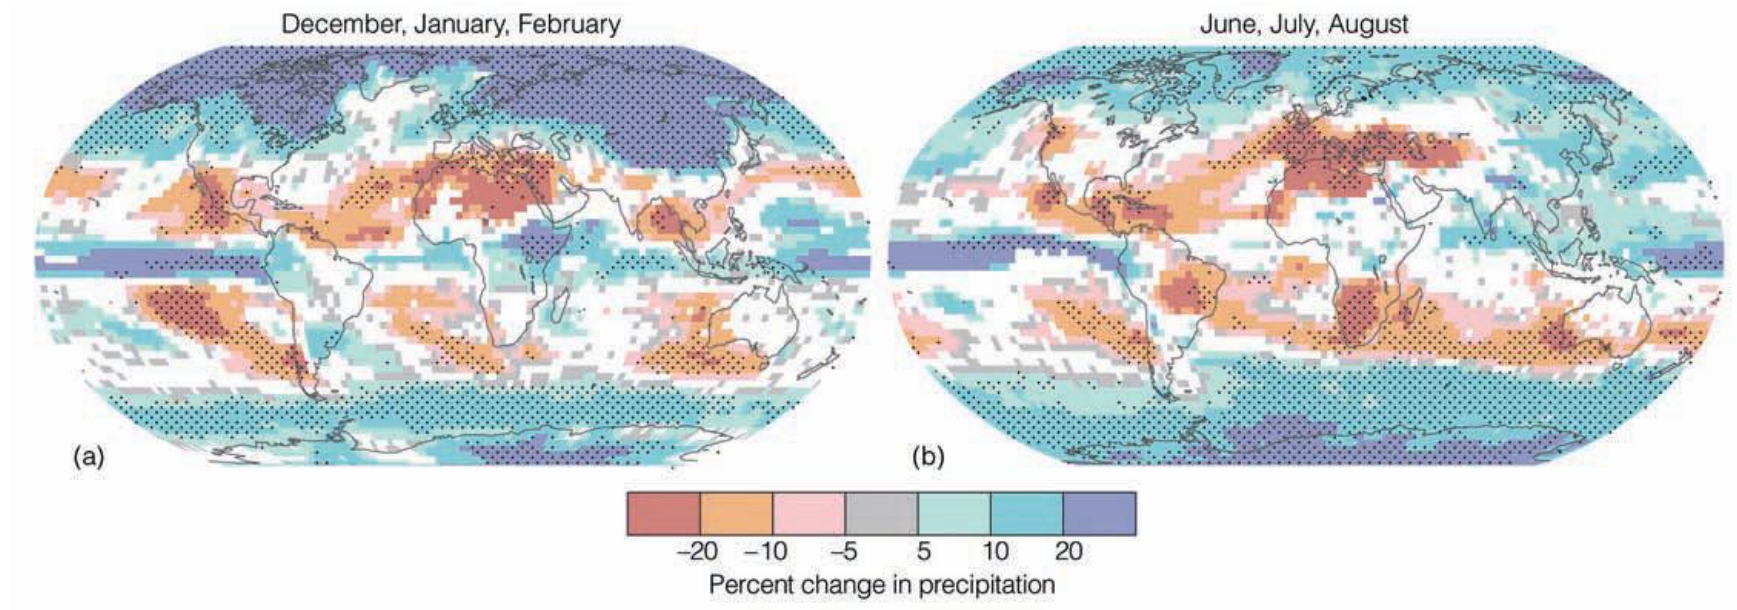 December, January, February
June, July, August
(a)
(b)
−20 −10 −5 5 10 20
Percent change in precipitation